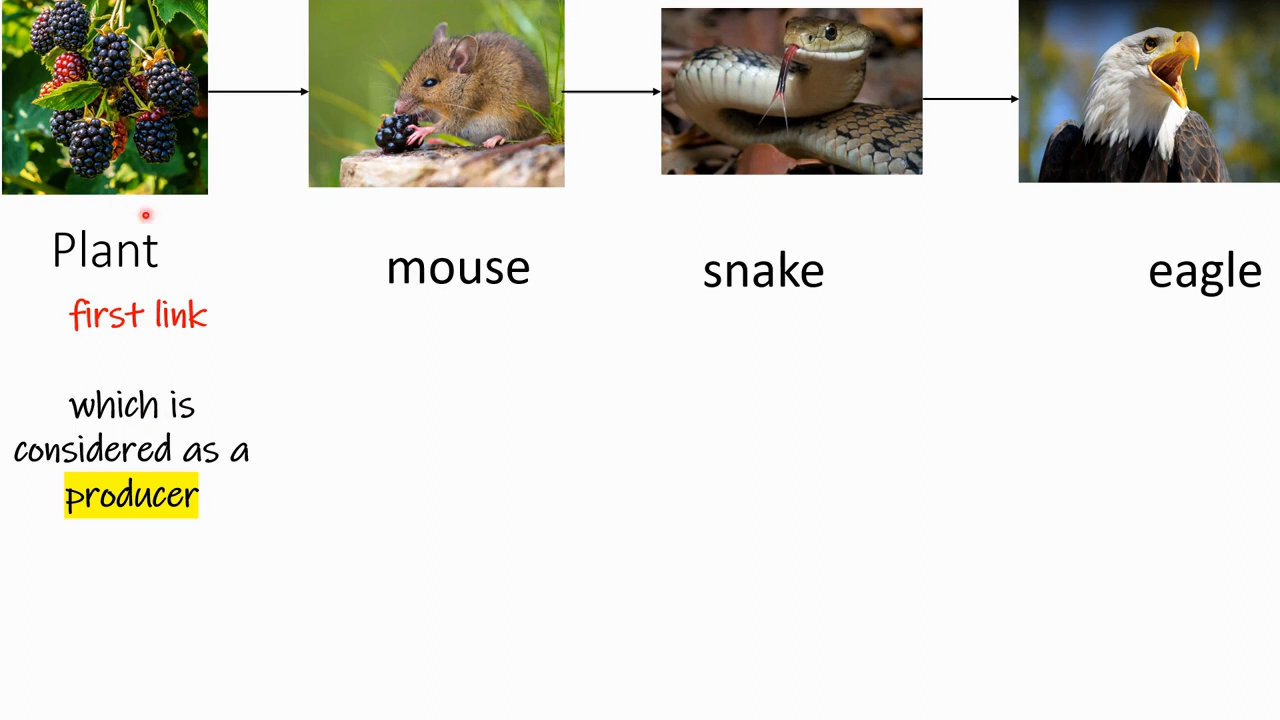 Plant
mouse
snake
eagle
first link
which is
considered as a
producer